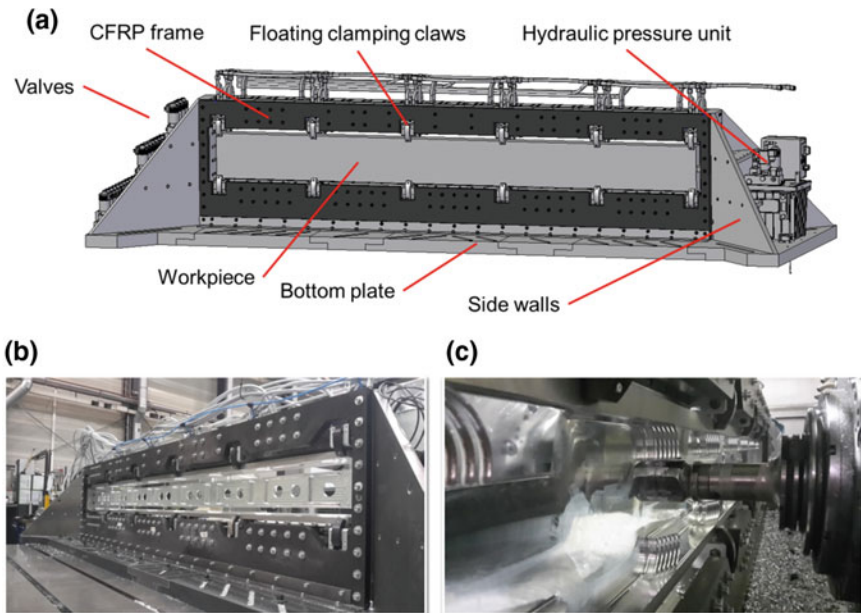 (a)
CFRP frame
Floating clamping claws
Hydraulic pressure unit
Valves
Workpiece
Bottom plate
Side walls
(b)
(c)